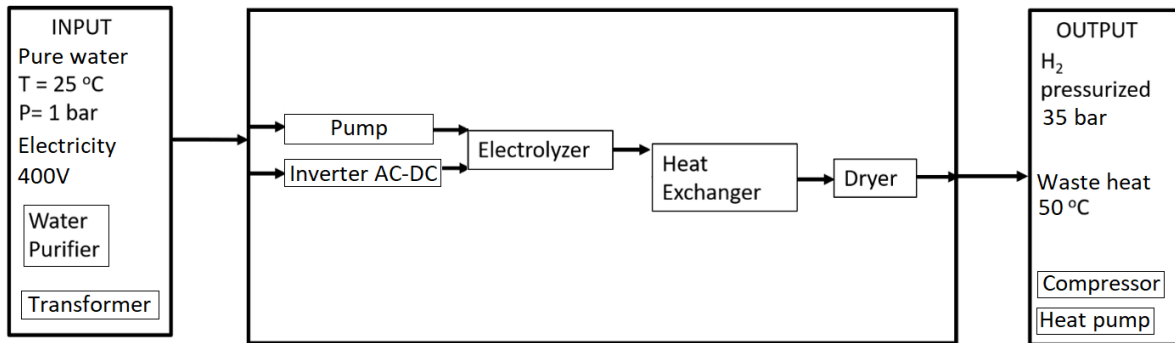 INPUT
Pure water
T = 25 °C
P= 1 bar
Electricity
400V
Water
Purifier
Transformer
Pump
Inverter AC-DC
Electrolyzer
Heat
Exchanger
Dryer
OUTPUT
H₂
pressurized
35 bar
Waste heat
50 °C
Compressor
Heat pump